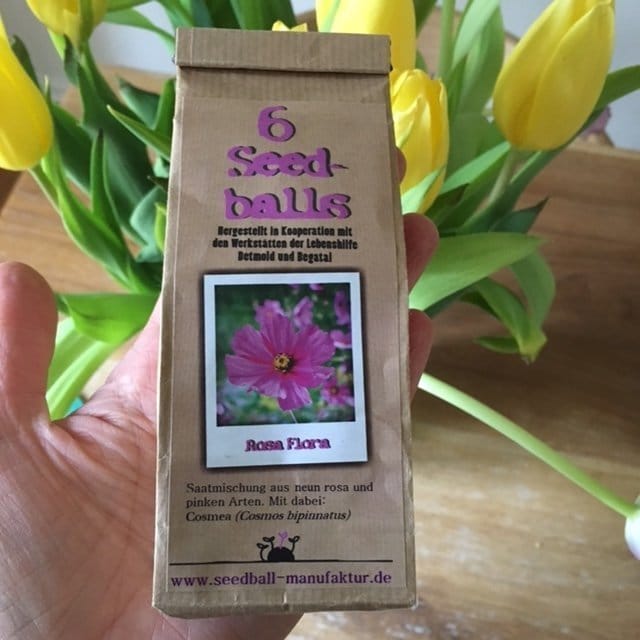 6
Seed-
balls
Hergestellt in Kooperation mit
den Werkstätten der Lebenshilfe
Detmold und Begatal
Rosa Flora
Saatmischung aus neun rosa und
pinken Arten. Mit dabei:
Cosmea (Cosmos bipinnatus)
www.seedball-manufaktur.de